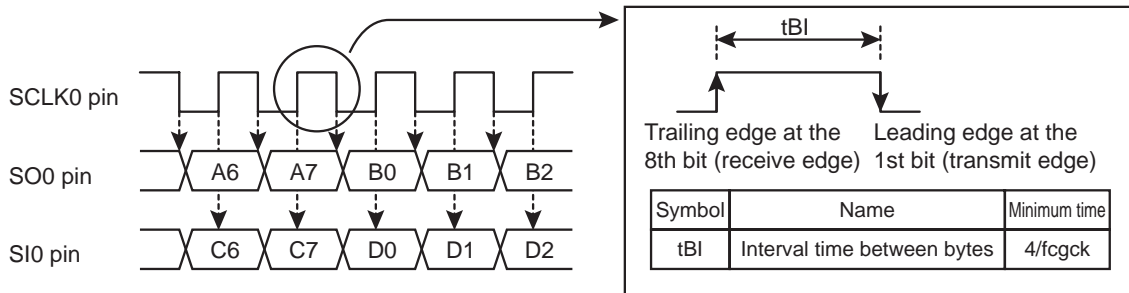 SCLK0 pin
SO0 pin
A6 A7 B0 B1 B2
SI0 pin
C6 C7 D0 D1 D2
tBI
Trailing edge at the
8th bit (receive edge)
Leading edge at the
1st bit (transmit edge)
Symbol Name Minimum time
tBI Interval time between bytes 4/fcgck